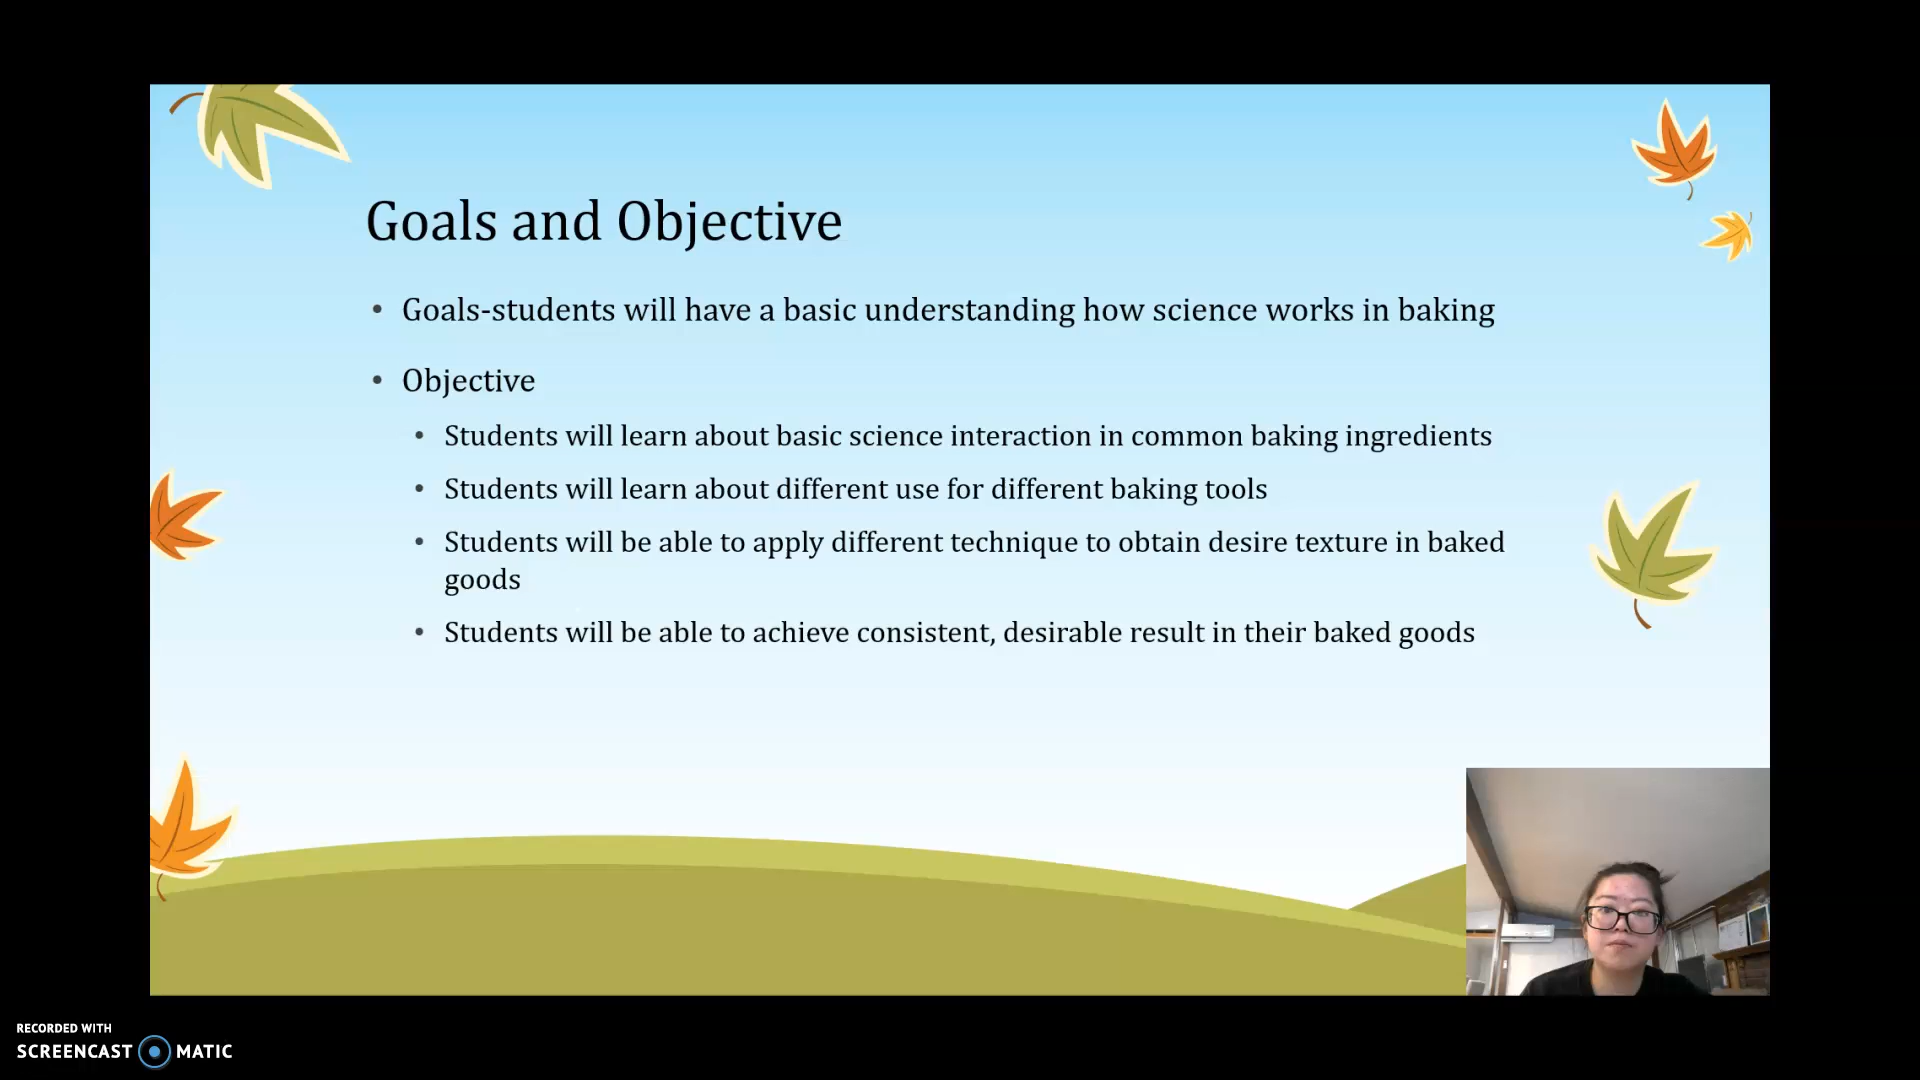 Goals and Objective
• Goals-students will have a basic understanding how science works in baking
• Objective
• Students will learn about basic science interaction in common baking ingredients
• Students will learn about different use for different baking tools
• Students will be able to apply different technique to obtain desire texture in baked
goods
• Students will be able to achieve consistent, desirable result in their baked goods
RECORDED WITH
SCREENCAST MATIC